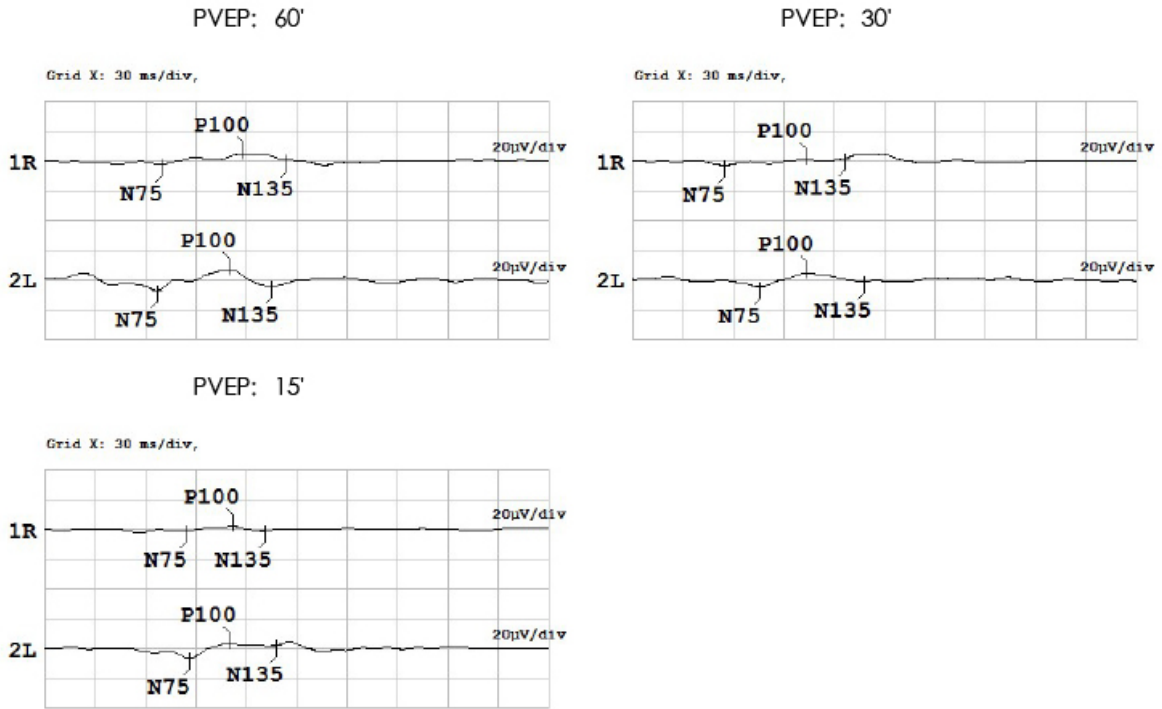 PVEP: 60'
Grid X: 30 ms/div,
P100
20µV/div
1R
N75
N135
P100
20µV/div
2L
N75
N135
PVEP: 30'
Grid X: 30 ms/div,
P100
20µV/div
1R
N75
N135
P100
20µV/div
2L
N75
N135
PVEP: 15'
Grid X: 30 ms/div,
P100
20µV/div
1R
N75
N135
P100
20µV/div
2L
N75
N135